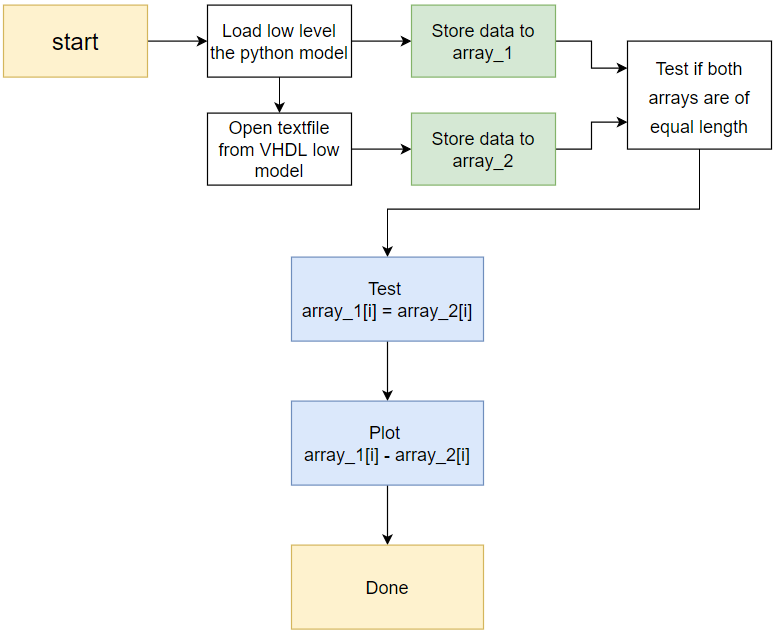 start
Load low level
the python model
Store data to
array_1
Test if both
arrays are of
equal length
Open textfile
from VHDL low
model
Store data to
array_2
Test
array_1[i] = array_2[i]
Plot
array_1[i] - array_2[i]
Done